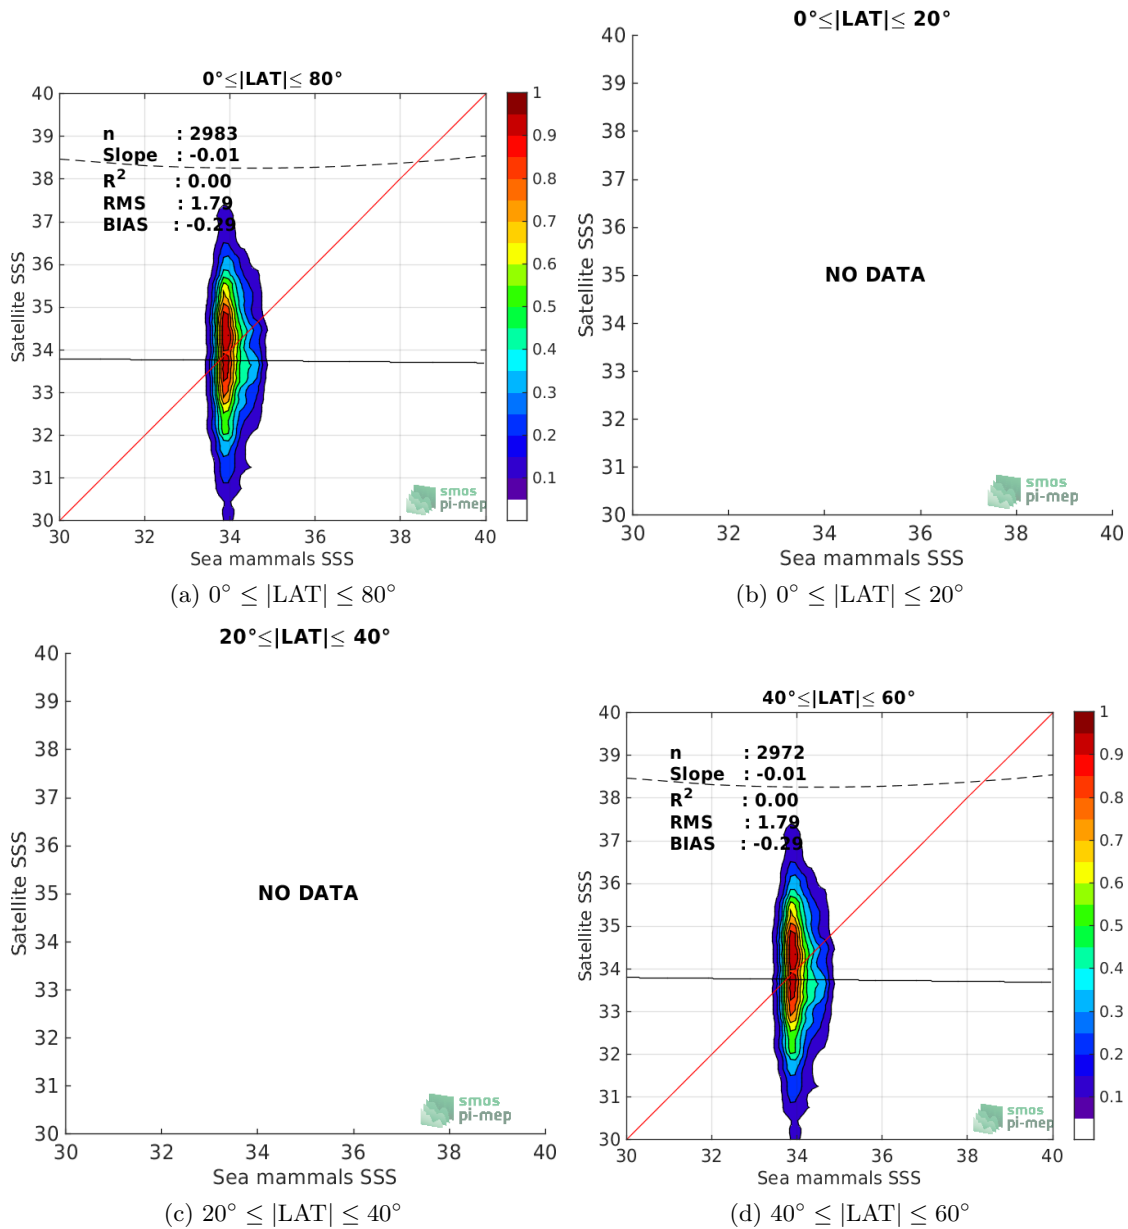 0°≤|LAT|≤ 80°
40
39
38
37
36
35
34
33
32
31
30
30 32 34 36 38 40
Satellite SSS
Sea mammals SSS
n : 2983
Slope : -0.01
R2 : 0.00
RMS : 1.79
BIAS : -0.29
1
0.9
0.8
0.7
0.6
0.5
0.4
0.3
0.2
0.1
smos
pi-mep
(a) 0° ≤ |LAT| ≤ 80°
0°≤|LAT|≤ 20°
40
39
38
37
36
35
34
33
32
31
30
30 32 34 36 38 40
Satellite SSS
Sea mammals SSS
NO DATA
smos
pi-mep
(b) 0° ≤ |LAT| ≤ 20°
20°≤|LAT|≤ 40°
40
39
38
37
36
35
34
33
32
31
30
30 32 34 36 38 40
Satellite SSS
Sea mammals SSS
NO DATA
smos
pi-mep
(c) 20° ≤ |LAT| ≤ 40°
40°≤|LAT|≤ 60°
40
39
38
37
36
35
34
33
32
31
30
30 32 34 36 38 40
Satellite SSS
Sea mammals SSS
n : 2972
Slope : -0.01
R2 : 0.00
RMS : 1.79
BIAS : -0.29
1
0.9
0.8
0.7
0.6
0.5
0.4
0.3
0.2
0.1
smos
pi-mep
(d) 40° ≤ |LAT| ≤ 60°